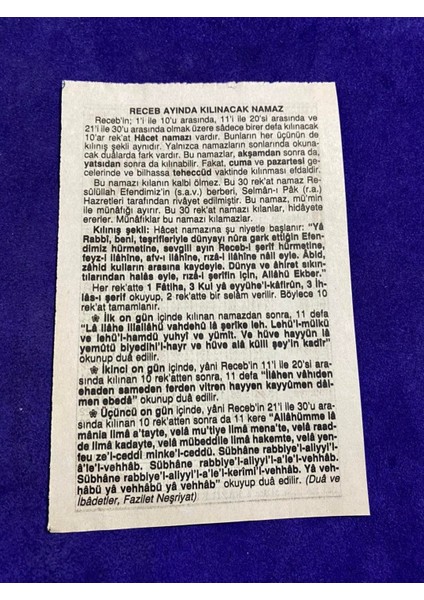 RECEB AYINDA KILINACAK NAMAZ
Receb'in; 1'i ile 10'u arasında, 11'i ile 20'si arasında ve
21'i ile 30'u arasında olmak üzere sâdece birer defa kılınacak
10'ar rek'at Hâcet namazı vardır. Bunların her üçünün de
kılınış şekli aynıdır. Yalnızca namazların sonlarında okuna-
cak duâlarda fark vardır. Bu namazlar, akşamdan sonra da,
yatsıdan sonra da kılınabilir. Fakat, cuma ve pazartesi ge-
celerinde ve bilhassa teheccüd vaktinde kılınması efdaldir.
Bu namazı kılanın kalbi ölmez. Bu 30 rek'at namaz Re-
sûlüllah Efendimiz'in (s.a.v.) berberi, Selmân-ı Pâk (r.a.)
Hazretleri tarafından rivâyet edilmiştir. Bu namaz, mü'min
ile münâfığı ayırır. Bu 30 rek'atı kılanlar, hidâyete
ererler. Münâfıklar bu namazı kılamazlar.
Kılınış şekli: Hâcet namazına şu niyetle başlanır: "Yâ
Rabbî, beni, teşrifleriyle dünyayı nûra gark ettiğin Efen-
dimiz hürmetine, sevgili ayın Receb-i şerif hürmetine,
feyz-i ilâhîne, afv-ı ilâhîne, rızâ-i ilâhîne nâil eyle. Âbid,
zâhid kulların arasına kaydeyle. Dünya ve âhiret sıkın-
tılarından halâs eyle, rızâ-i şerifin için, Allâhü Ekber."
Her rek'atte 1 Fâtiha, 3 Kul yâ eyyühe'l-kâfirûn, 3 İh-
lâs-ı şerif okuyup, 2 rek'atte bir selâm verilir. Böylece 10
rek'at tamamlanır.
❀ İlk on gün içinde, kılınan namazdan sonra, 11 defa
"Lâ ilâhe illallâhü vahdehû lâ şerîke leh. Lehü'l-mülkü
ve lehü'l-hamdü yuhyî ve yümît. Ve hüve hayyün lâ
yemûtü biyedihi'l-hayr ve hüve alâ külli şey'in kadîr"
okunup duâ edilir.
❀ İkinci on gün içinde, yâni Receb'in 11'i ile 20'si ara-
sında kılınan 10 rek'atten sonra, 11 defa "İlâhen vâhıden
ehaden sameden ferden vitren hayyen kayyûmen dâi-
men ebedâ" okunup duâ edilir.
❀ Üçüncü on gün içinde, yâni Receb'in 21'i ile 30'u ara-
sında kılınan 10 rek'atten sonra da 11 kere "Allâhümme lâ
mânia limâ a'tayte, velâ mu'tıye limâ mena'te, velâ raad-
de limâ kadayte, velâ mübeddile limâ hakemte, velâ yen-
feu ze'l-ceddi minke'l-ceddü. Sübhâne rabbiye'l-aliyyi'l-
â'le'l-vehhâb. Sübhâne rabbiye'l-aliyyi'l-a'le'l-vehhâb.
Sübhâne rabbiye'l-aliyyi'l-a'le'l-kerîmi'l-vehhâb. Yâ veh-
hâbü yâ vehhâbü yâ vehhâb" okuyup duâ edilir. (Duâ ve
İbâdetler, Fazilet Neşriyat)